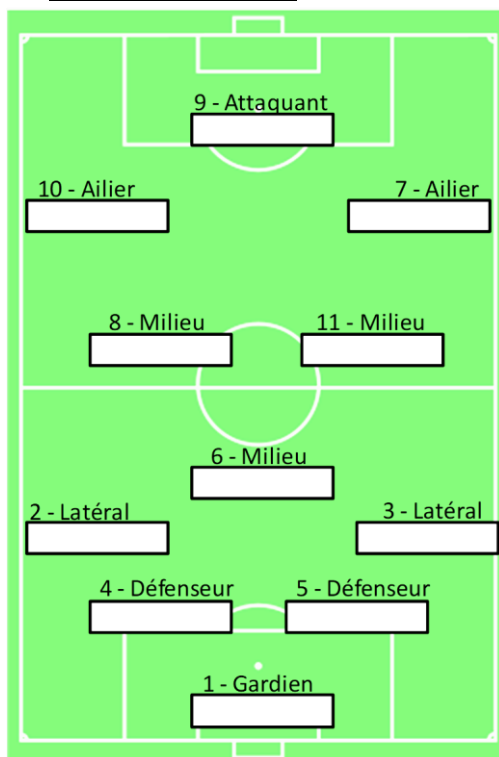 9 - Attaquant
10 - Ailier
7 - Ailier
8 - Milieu
11 - Milieu
6 - Milieu
2 - Latéral
3 - Latéral
4 - Défenseur
5 - Défenseur
1 - Gardien